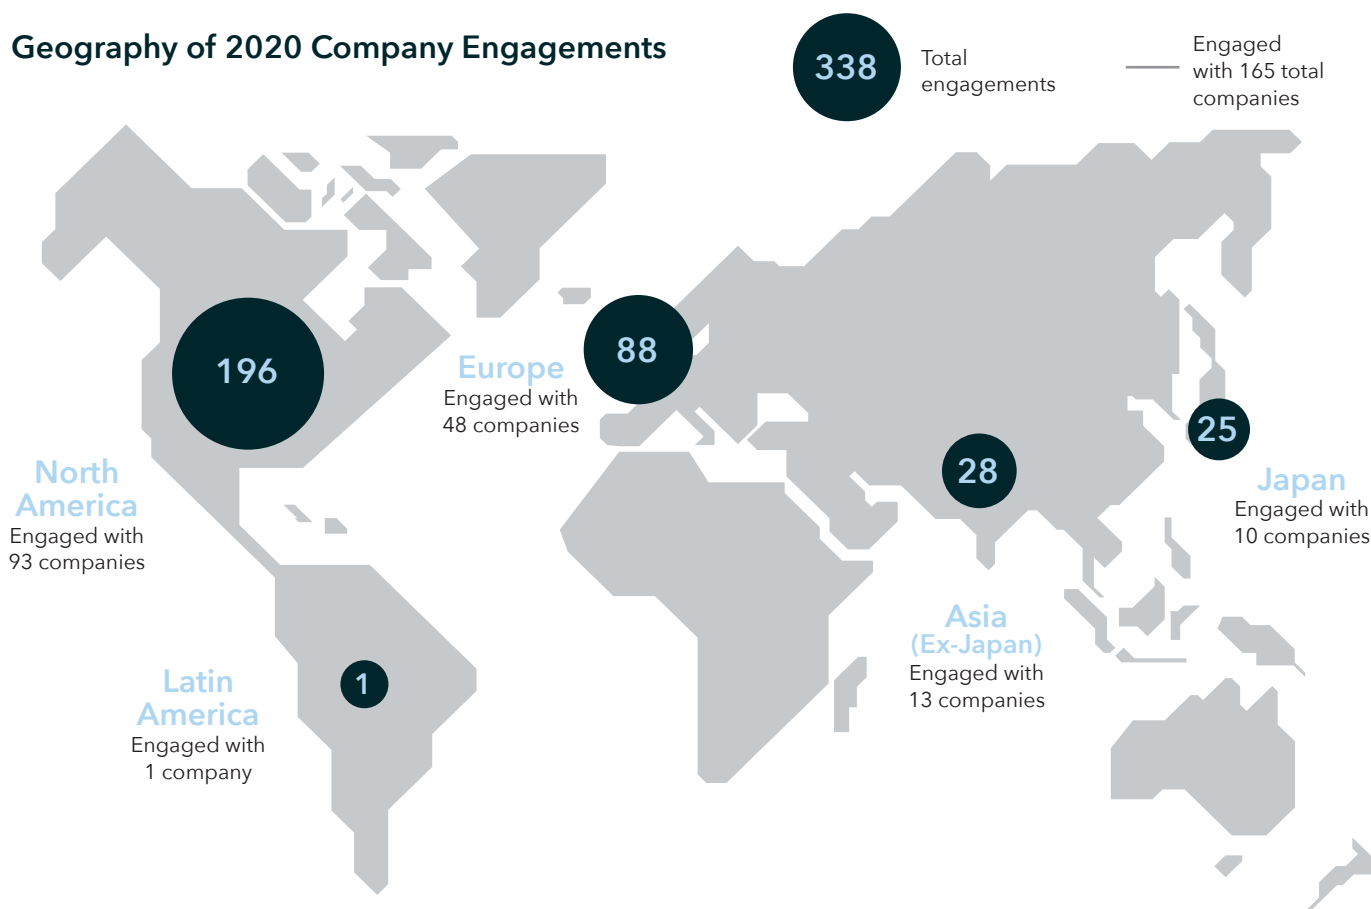 Geography of 2020 Company Engagements
338
Total
engagements
Engaged
with 165 total
companies
196
North
America
Engaged with
93 companies
88
Europe
Engaged with
48 companies
28
Asia
(Ex-Japan)
Engaged with
13 companies
25
Japan
Engaged with
10 companies
1
Latin
America
Engaged with
1 company